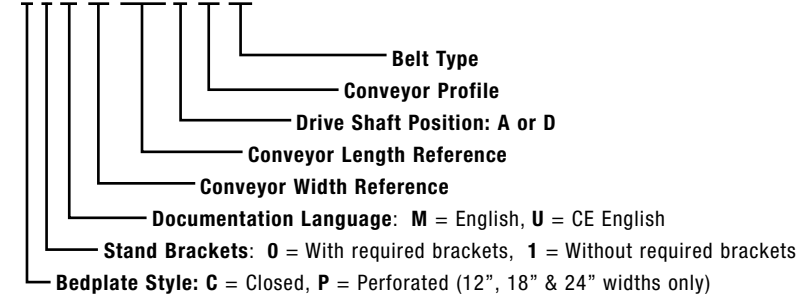 Belt Type
Conveyor Profile
Drive Shaft Position: A or D
Conveyor Length Reference
Conveyor Width Reference
Documentation Language: M = English, U = CE English
Stand Brackets: 0 = With required brackets, 1 = Without required brackets
Bedplate Style: C = Closed, P = Perforated (12”, 18” & 24” widths only)